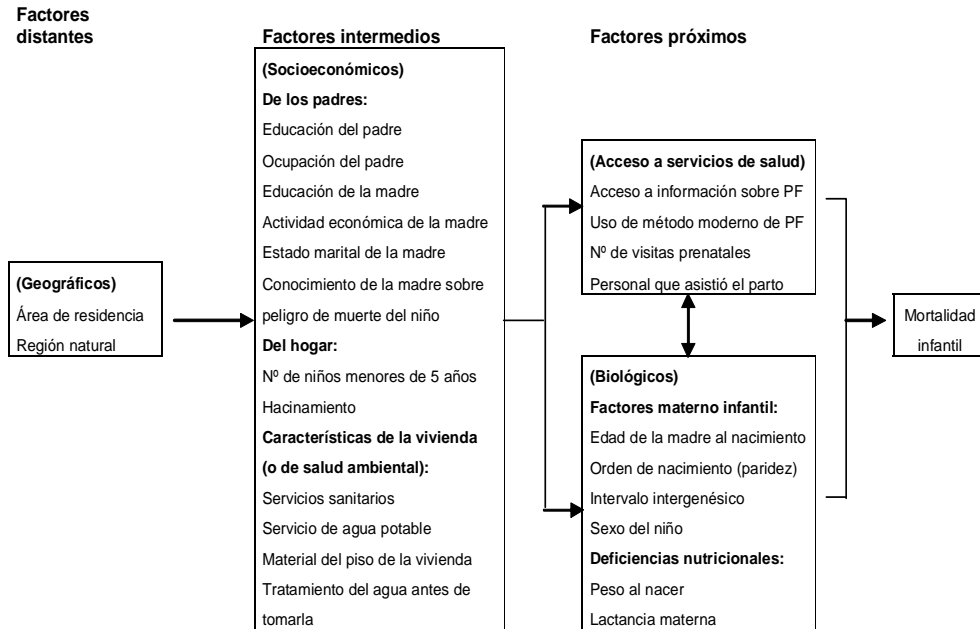 Factores
distantes
Factores intermedios
Factores próximos
(Geográficos)
Área de residencia
Región natural
(Socioeconómicos)
De los padres:
Educación del padre
Ocupación del padre
Educación de la madre
Actividad económica de la madre
Estado marital de la madre
Conocimiento de la madre sobre
peligro de muerte del niño
Del hogar:
Nº de niños menores de 5 años
Hacinamiento
Características de la vivienda
(o de salud ambiental):
Servicios sanitarios
Servicio de agua potable
Material del piso de la vivienda
Tratamiento del agua antes de
tomarla
(Acceso a servicios de salud)
Acceso a información sobre PF
Uso de método moderno de PF
Nº de visitas prenatales
Personal que asistió el parto
(Biológicos)
Factores materno infantil:
Edad de la madre al nacimiento
Orden de nacimiento (paridez)
Intervalo intergenésico
Sexo del niño
Deficiencias nutricionales:
Peso al nacer
Lactancia materna
Mortalidad
infantil